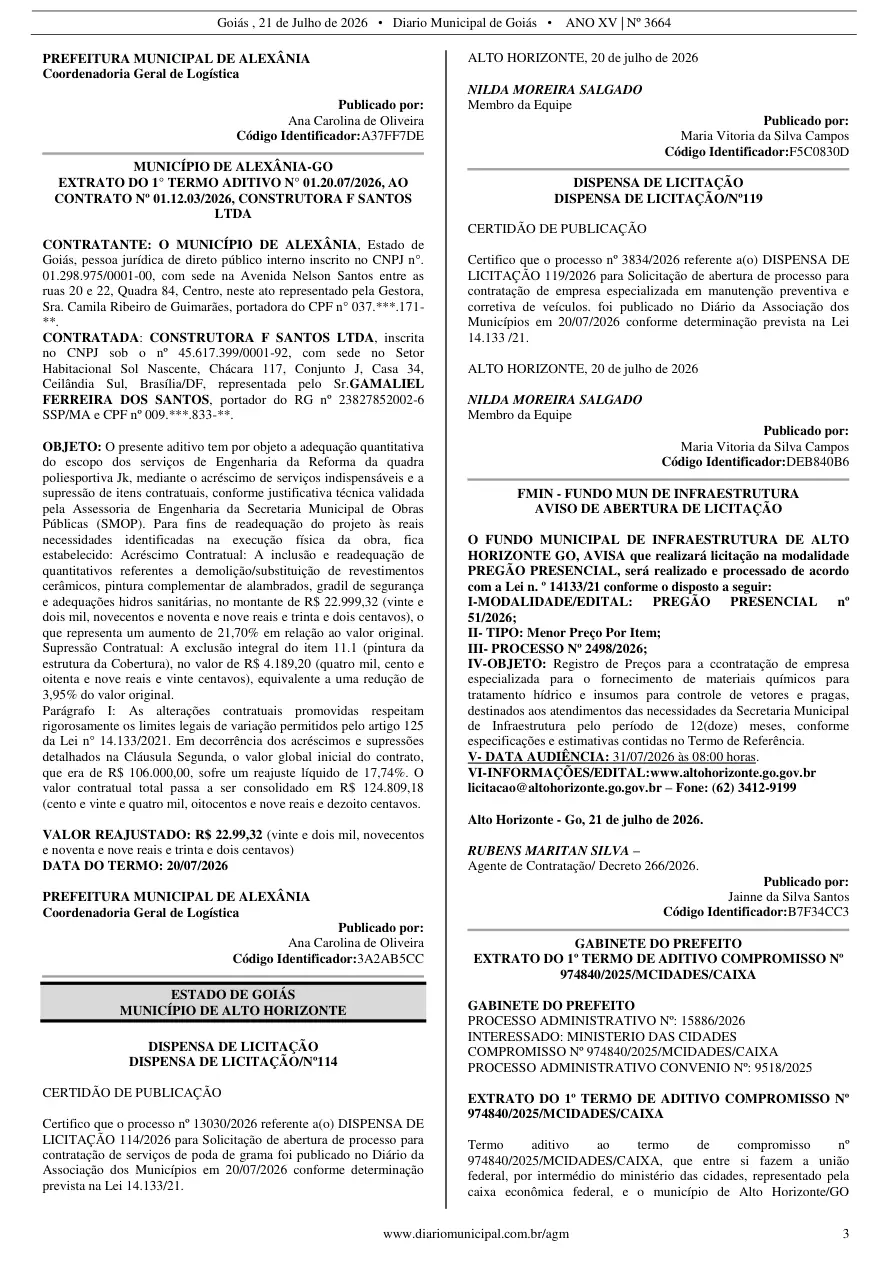 Goiás , 21 de Julho de 2026 • Diario Municipal de Goiás • ANO XV | Nº 3664
PREFEITURA MUNICIPAL DE ALEXÂNIA
Coordenadoria Geral de Logística
Publicado por:
Ana Carolina de Oliveira
Código Identificador:A37FF7DE
MUNICÍPIO DE ALEXÂNIA-GO
EXTRATO DO 1° TERMO ADITIVO N° 01.20.07/2026, AO
CONTRATO Nº 01.12.03/2026, CONSTRUTORA F SANTOS
LTDA
CONTRATANTE: O MUNICÍPIO DE ALEXÂNIA, Estado de
Goiás, pessoa jurídica de direto público interno inscrito no CNPJ n°.
01.298.975/0001-00, com sede na Avenida Nelson Santos entre as
ruas 20 e 22, Quadra 84, Centro, neste ato representado pela Gestora,
Sra. Camila Ribeiro de Guimarães, portadora do CPF n° 037.***.171-
**.
CONTRATADA: CONSTRUTORA F SANTOS LTDA, inscrita
no CNPJ sob o nº 45.617.399/0001-92, com sede no Setor
Habitacional Sol Nascente, Chácara 117, Conjunto J, Casa 34,
Ceilândia Sul, Brasília/DF, representada pelo Sr.GAMALIEL
FERREIRA DOS SANTOS, portador do RG nº 23827852002-6
SSP/MA e CPF nº 009.***.833-**.
OBJETO: O presente aditivo tem por objeto a adequação quantitativa
do escopo dos serviços de Engenharia da Reforma da quadra
poliesportiva Jk, mediante o acréscimo de serviços indispensáveis e a
supressão de itens contratuais, conforme justificativa técnica validada
pela Assessoria de Engenharia da Secretaria Municipal de Obras
Públicas (SMOP). Para fins de readequação do projeto às reais
necessidades identificadas na execução física da obra, fica
estabelecido: Acréscimo Contratual: A inclusão e readequação de
quantitativos referentes a demolição/substituição de revestimentos
cerâmicos, pintura complementar de alambrados, gradil de segurança
e adequações hidros sanitárias, no montante de R$ 22.999,32 (vinte e
dois mil, novecentos e noventa e nove reais e trinta e dois centavos), o
que representa um aumento de 21,70% em relação ao valor original.
Supressão Contratual: A exclusão integral do item 11.1 (pintura da
estrutura da Cobertura), no valor de R$ 4.189,20 (quatro mil, cento e
oitenta e nove reais e vinte centavos), equivalente a uma redução de
3,95% do valor original.
Parágrafo I: As alterações contratuais promovidas respeitam
rigorosamente os limites legais de variação permitidos pelo artigo 125
da Lei n° 14.133/2021. Em decorrência dos acréscimos e supressões
detalhados na Cláusula Segunda, o valor global inicial do contrato,
que era de R$ 106.000,00, sofre um reajuste líquido de 17,74%. O
valor contratual total passa a ser consolidado em R$ 124.809,18
(cento e vinte e quatro mil, oitocentos e nove reais e dezoito centavos.
VALOR REAJUSTADO: R$ 22.99,32 (vinte e dois mil, novecentos
e noventa e nove reais e trinta e dois centavos)
DATA DO TERMO: 20/07/2026
PREFEITURA MUNICIPAL DE ALEXÂNIA
Coordenadoria Geral de Logística
Publicado por:
Ana Carolina de Oliveira
Código Identificador:3A2AB5CC
ESTADO DE GOIÁS
MUNICÍPIO DE ALTO HORIZONTE
DISPENSA DE LICITAÇÃO
DISPENSA DE LICITAÇÃO/Nº114
CERTIDÃO DE PUBLICAÇÃO
Certifico que o processo nº 13030/2026 referente a(o) DISPENSA DE
LICITAÇÃO 114/2026 para Solicitação de abertura de processo para
contratação de serviços de poda de grama foi publicado no Diário da
Associação dos Municípios em 20/07/2026 conforme determinação
prevista na Lei 14.133/21.
ALTO HORIZONTE, 20 de julho de 2026
NILDA MOREIRA SALGADO
Membro da Equipe
Publicado por:
Maria Vitoria da Silva Campos
Código Identificador:F5C0830D
DISPENSA DE LICITAÇÃO
DISPENSA DE LICITAÇÃO/Nº119
CERTIDÃO DE PUBLICAÇÃO
Certifico que o processo nº 3834/2026 referente a(o) DISPENSA DE
LICITAÇÃO 119/2026 para Solicitação de abertura de processo para
contratação de empresa especializada em manutenção preventiva e
corretiva de veículos. foi publicado no Diário da Associação dos
Municípios em 20/07/2026 conforme determinação prevista na Lei
14.133 /21.
ALTO HORIZONTE, 20 de julho de 2026
NILDA MOREIRA SALGADO
Membro da Equipe
Publicado por:
Maria Vitoria da Silva Campos
Código Identificador:DEB840B6
FMIN - FUNDO MUN DE INFRAESTRUTURA
AVISO DE ABERTURA DE LICITAÇÃO
O FUNDO MUNICIPAL DE INFRAESTRUTURA DE ALTO
HORIZONTE GO, AVISA que realizará licitação na modalidade
PREGÃO PRESENCIAL, será realizado e processado de acordo
com a Lei n. º 14133/21 conforme o disposto a seguir:
I-MODALIDADE/EDITAL: PREGÃO PRESENCIAL nº
51/2026;
II- TIPO: Menor Preço Por Item;
III- PROCESSO Nº 2498/2026;
IV-OBJETO: Registro de Preços para a ccontratação de empresa
especializada para o fornecimento de materiais químicos para
tratamento hídrico e insumos para controle de vetores e pragas,
destinados aos atendimentos das necessidades da Secretaria Municipal
de Infraestrutura pelo período de 12(doze) meses, conforme
especificações e estimativas contidas no Termo de Referência.
V- DATA AUDIÊNCIA: 31/07/2026 às 08:00 horas.
VI-INFORMAÇÕES/EDITAL:www.altohorizonte.go.gov.br
licitacao@altohorizonte.go.gov.br – Fone: (62) 3412-9199
Alto Horizonte - Go, 21 de julho de 2026.
RUBENS MARITAN SILVA –
Agente de Contratação/ Decreto 266/2026.
Publicado por:
Jainne da Silva Santos
Código Identificador:B7F34CC3
GABINETE DO PREFEITO
EXTRATO DO 1º TERMO DE ADITIVO COMPROMISSO Nº
974840/2025/MCIDADES/CAIXA
GABINETE DO PREFEITO
PROCESSO ADMINISTRATIVO Nº: 15886/2026
INTERESSADO: MINISTERIO DAS CIDADES
COMPROMISSO Nº 974840/2025/MCIDADES/CAIXA
PROCESSO ADMINISTRATIVO CONVENIO Nº: 9518/2025
EXTRATO DO 1º TERMO DE ADITIVO COMPROMISSO Nº
974840/2025/MCIDADES/CAIXA
Termo aditivo ao termo de compromisso nº
974840/2025/MCIDADES/CAIXA, que entre si fazem a união
federal, por intermédio do ministério das cidades, representado pela
caixa econômica federal, e o município de Alto Horizonte/GO
www.diariomunicipal.com.br/agm
3